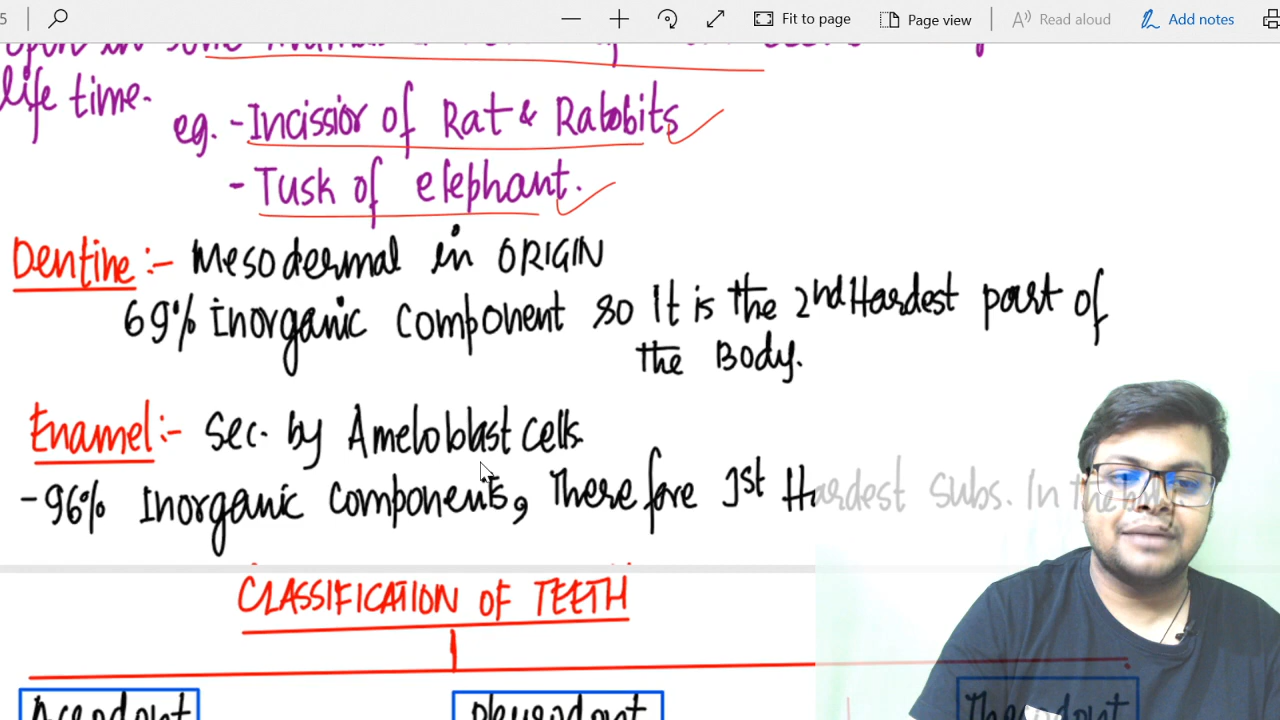 5 Fit to page Page view Read aloud Add notes
life time.
eg. - Incissior of Rat & Rabbits
- Tusk of elephant.
Dentine :- Mesodermal in ORIGIN
69% Inorganic component so It is the 2nd Hardest part of
the Body.
Enamel :- Sec. by Ameloblast cells.
- 96% Inorganic components, Therefore 1st Hardest Subs. In the
CLASSIFICATION OF TEETH